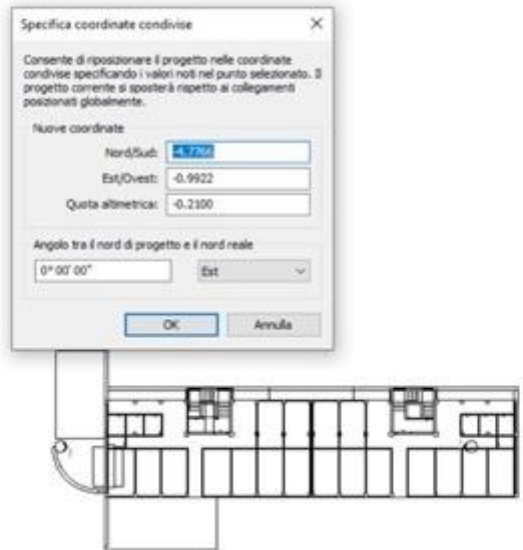 Specifica coordinate condivise
Consente di riposizionare il progetto nelle coordinate
condivise specificando i valori noti nel punto selezionato. Il
progetto corrente si sposterà rispetto ai collegamenti
posizionati globalmente.
Nuove coordinate
Nord/Sud: -4.7766
Est/Ovest: -0.9922
Quota altimetrica: -0.2100
Angolo tra il nord di progetto e il nord reale
0° 00' 00" Est
OK Annulla